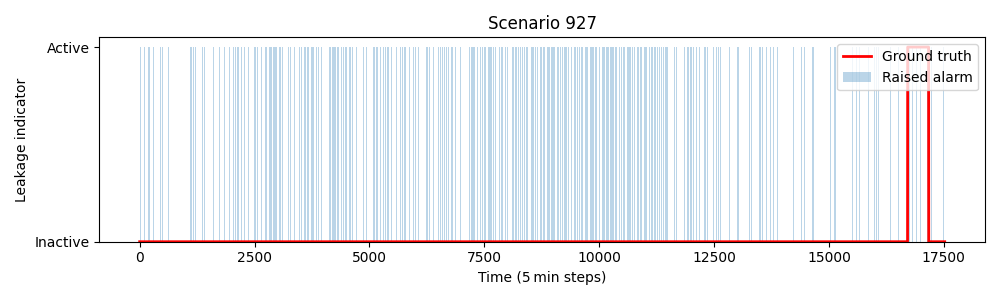 Scenario 927
Active
Inactive
Leakage indicator
Ground truth
Raised alarm
0 2500 5000 7500 10000 12500 15000 17500
Time (5 min steps)